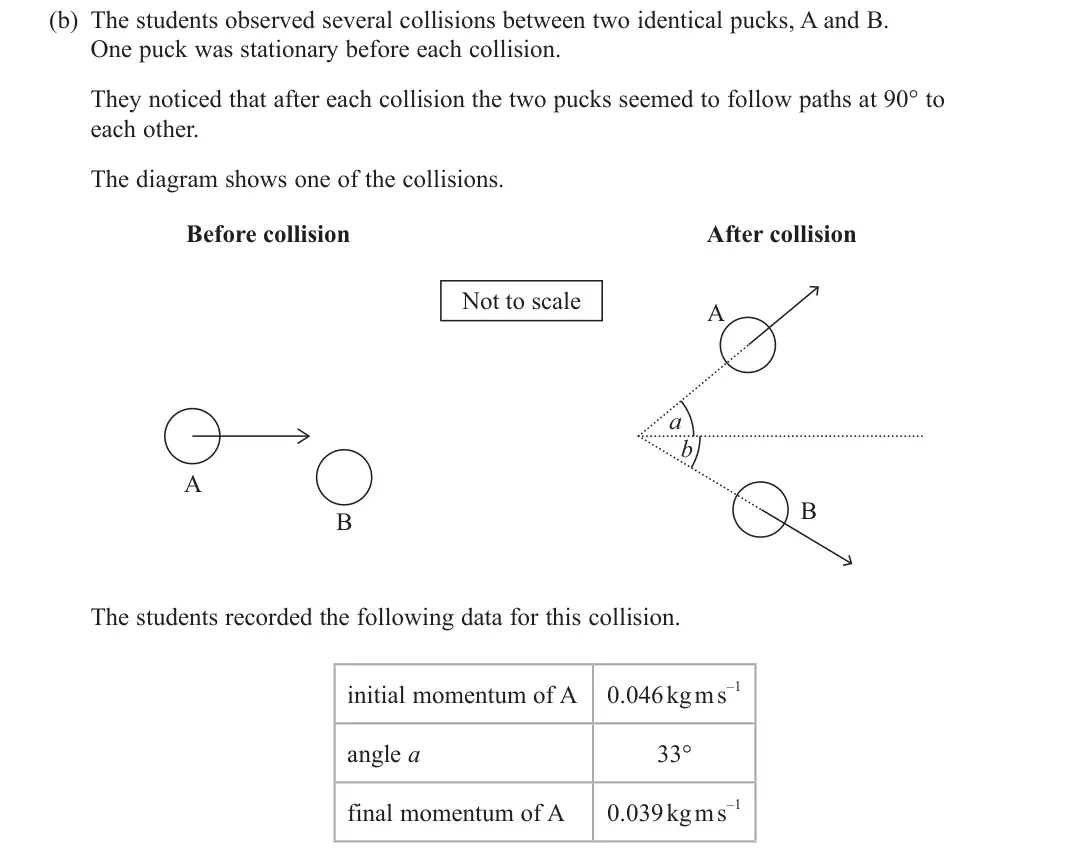 (b) The students observed several collisions between two identical pucks, A and B.
One puck was stationary before each collision.
They noticed that after each collision the two pucks seemed to follow paths at 90° to
each other.
The diagram shows one of the collisions.
Before collision
After collision
Not to scale
A
a
b
A
B
B
The students recorded the following data for this collision.
initial momentum of A 0.046 kg m s⁻¹
angle a 33°
final momentum of A 0.039 kg m s⁻¹